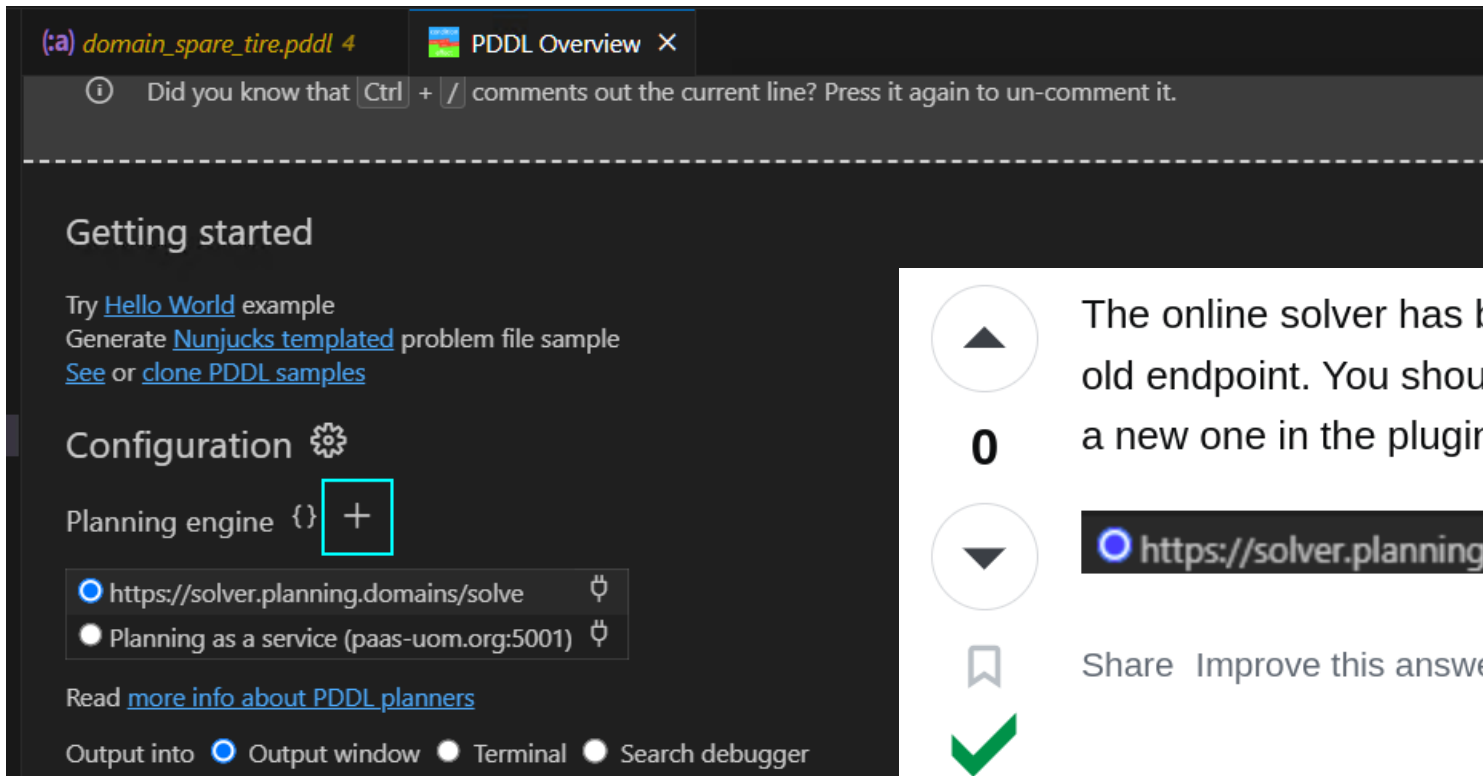 (:a) domain_spare_tire.pddl 4
PDDL Overview ×
Did you know that Ctrl + / comments out the current line? Press it again to un-comment it.
Getting started
Try Hello World example
Generate Nunjucks templated problem file sample
See or clone PDDL samples
Configuration
Planning engine {} +
https://solver.planning.domains/solve
Planning as a service (paas-uom.org:5001)
Read more info about PDDL planners
Output into Output window Terminal Search debugger
The online solver has
old endpoint. You
a new one in the
0
https://solver.planning
Share Improve this